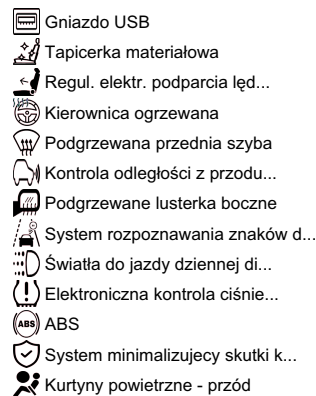 Gniazdo USB
Tapicerka materiałowa
Regul. elektr. podparcia lęd...
Kierownica ogrzewana
Podgrzewana przednia szyba
Kontrola odległości z przodu...
Podgrzewane lusterka boczne
System rozpoznawania znaków d...
Światła do jazdy dziennej di...
Elektroniczna kontrola ciśnie...
ABS
System minimalizujecy skutki k...
Kurtyny powietrzne - przód